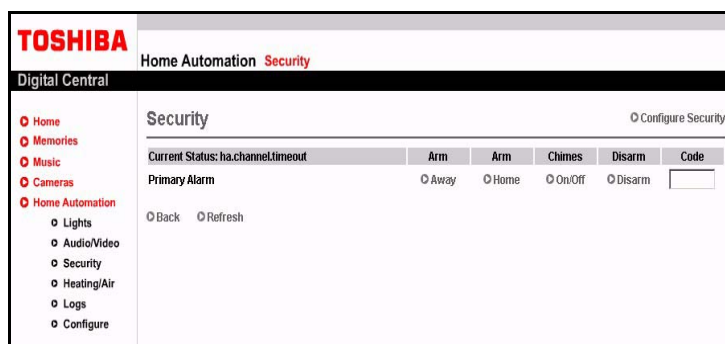 TOSHIBA
Home Automation Security
Digital Central
Home
Memories
Music
Cameras
Home Automation
Lights
Audio/Video
Security
Heating/Air
Logs
Configure
Security
Configure Security
Current Status: ha.channel.timeout Arm Arm Chimes Disarm Code
Primary Alarm Away Home On/Off Disarm
Back Refresh